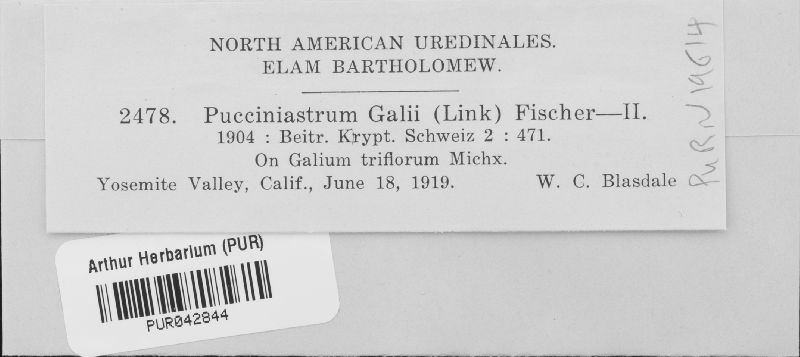 NORTH AMERICAN UREDINALES.
ELAM BARTHOLOMEW.
2478. Pucciniastrum Galii (Link) Fischer—II.
1904 : Beitr. Krypt. Schweiz 2 : 471.
On Galium triflorum Michx.
Yosemite Valley, Calif., June 18, 1919. W. C. Blasdale
PUR N19614
Arthur Herbarium (PUR)
PUR042844